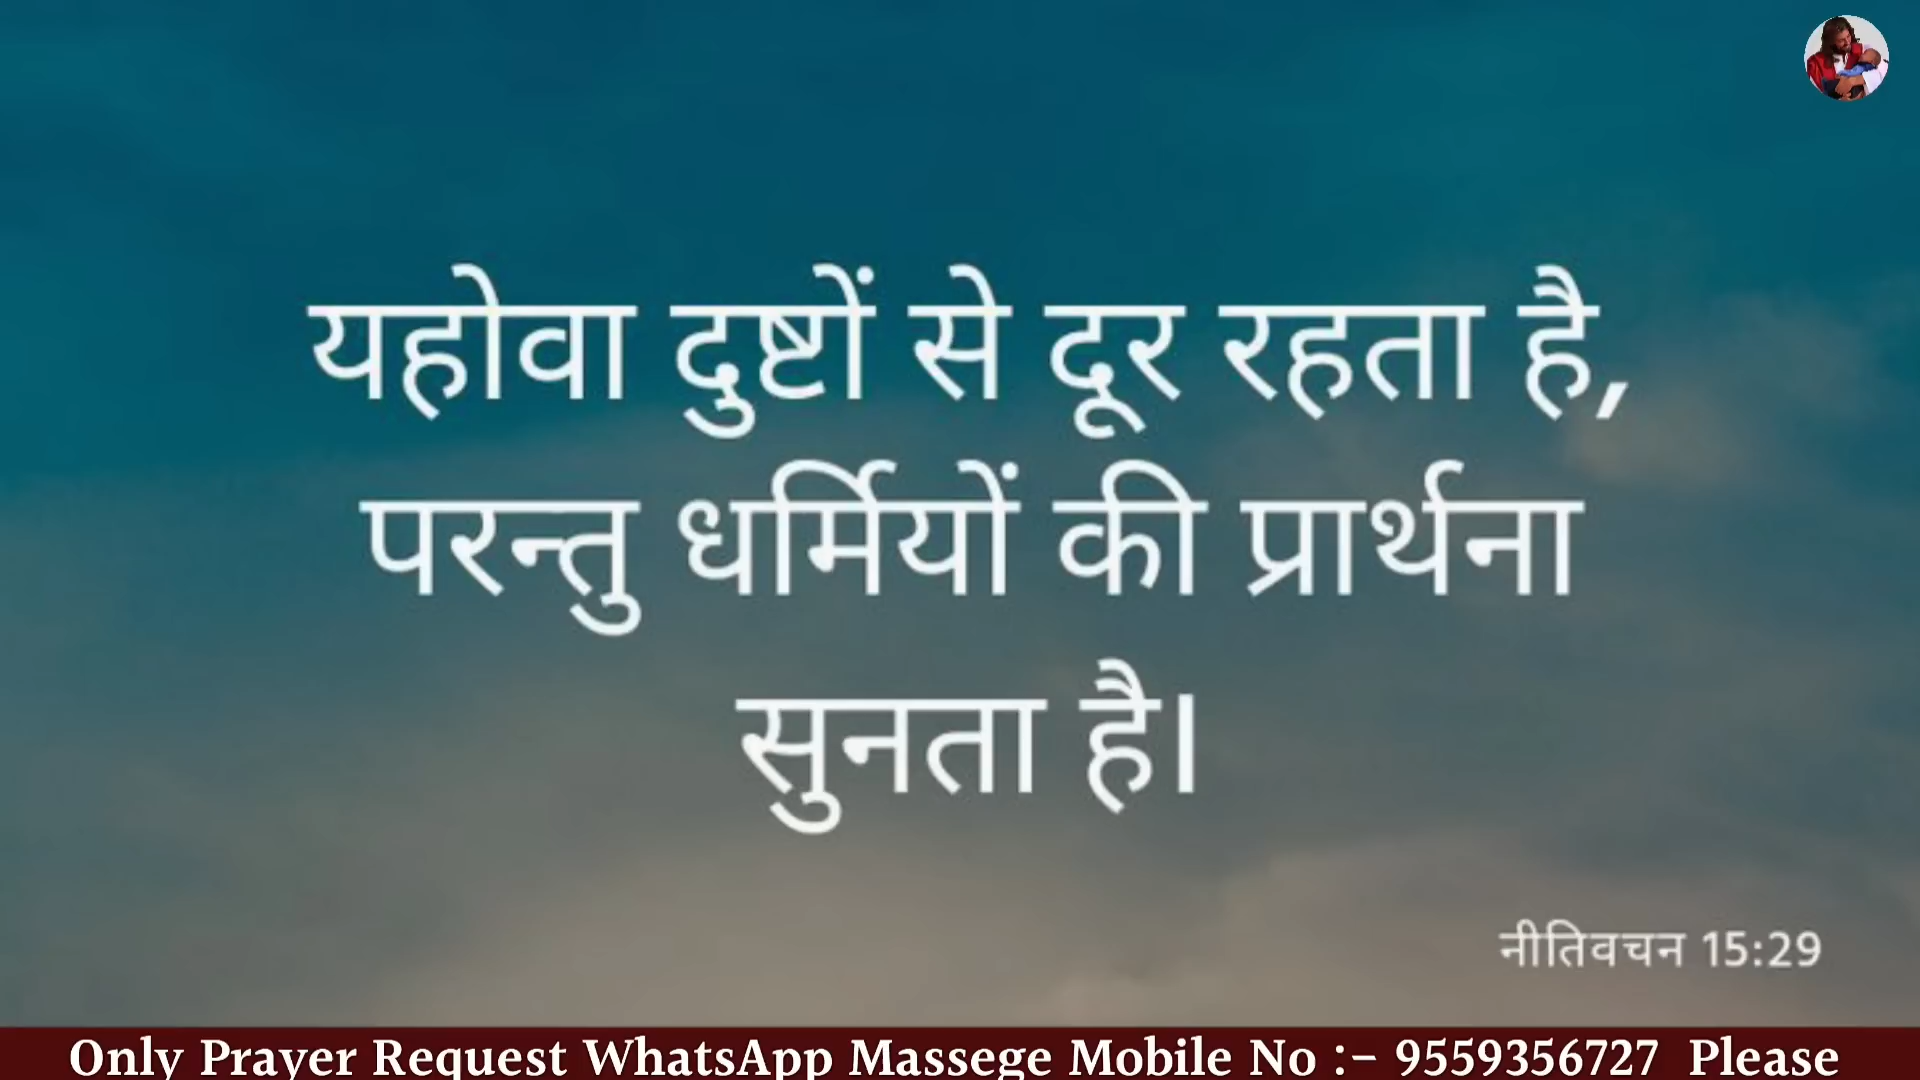 यहोवा दुष्टों से दूर रहता है,
परन्तु धर्मियों की प्रार्थना
सुनता है।
नीतिवचन 15:29
Only Prayer Request WhatsApp Massege Mobile No :- 9559356727 Please